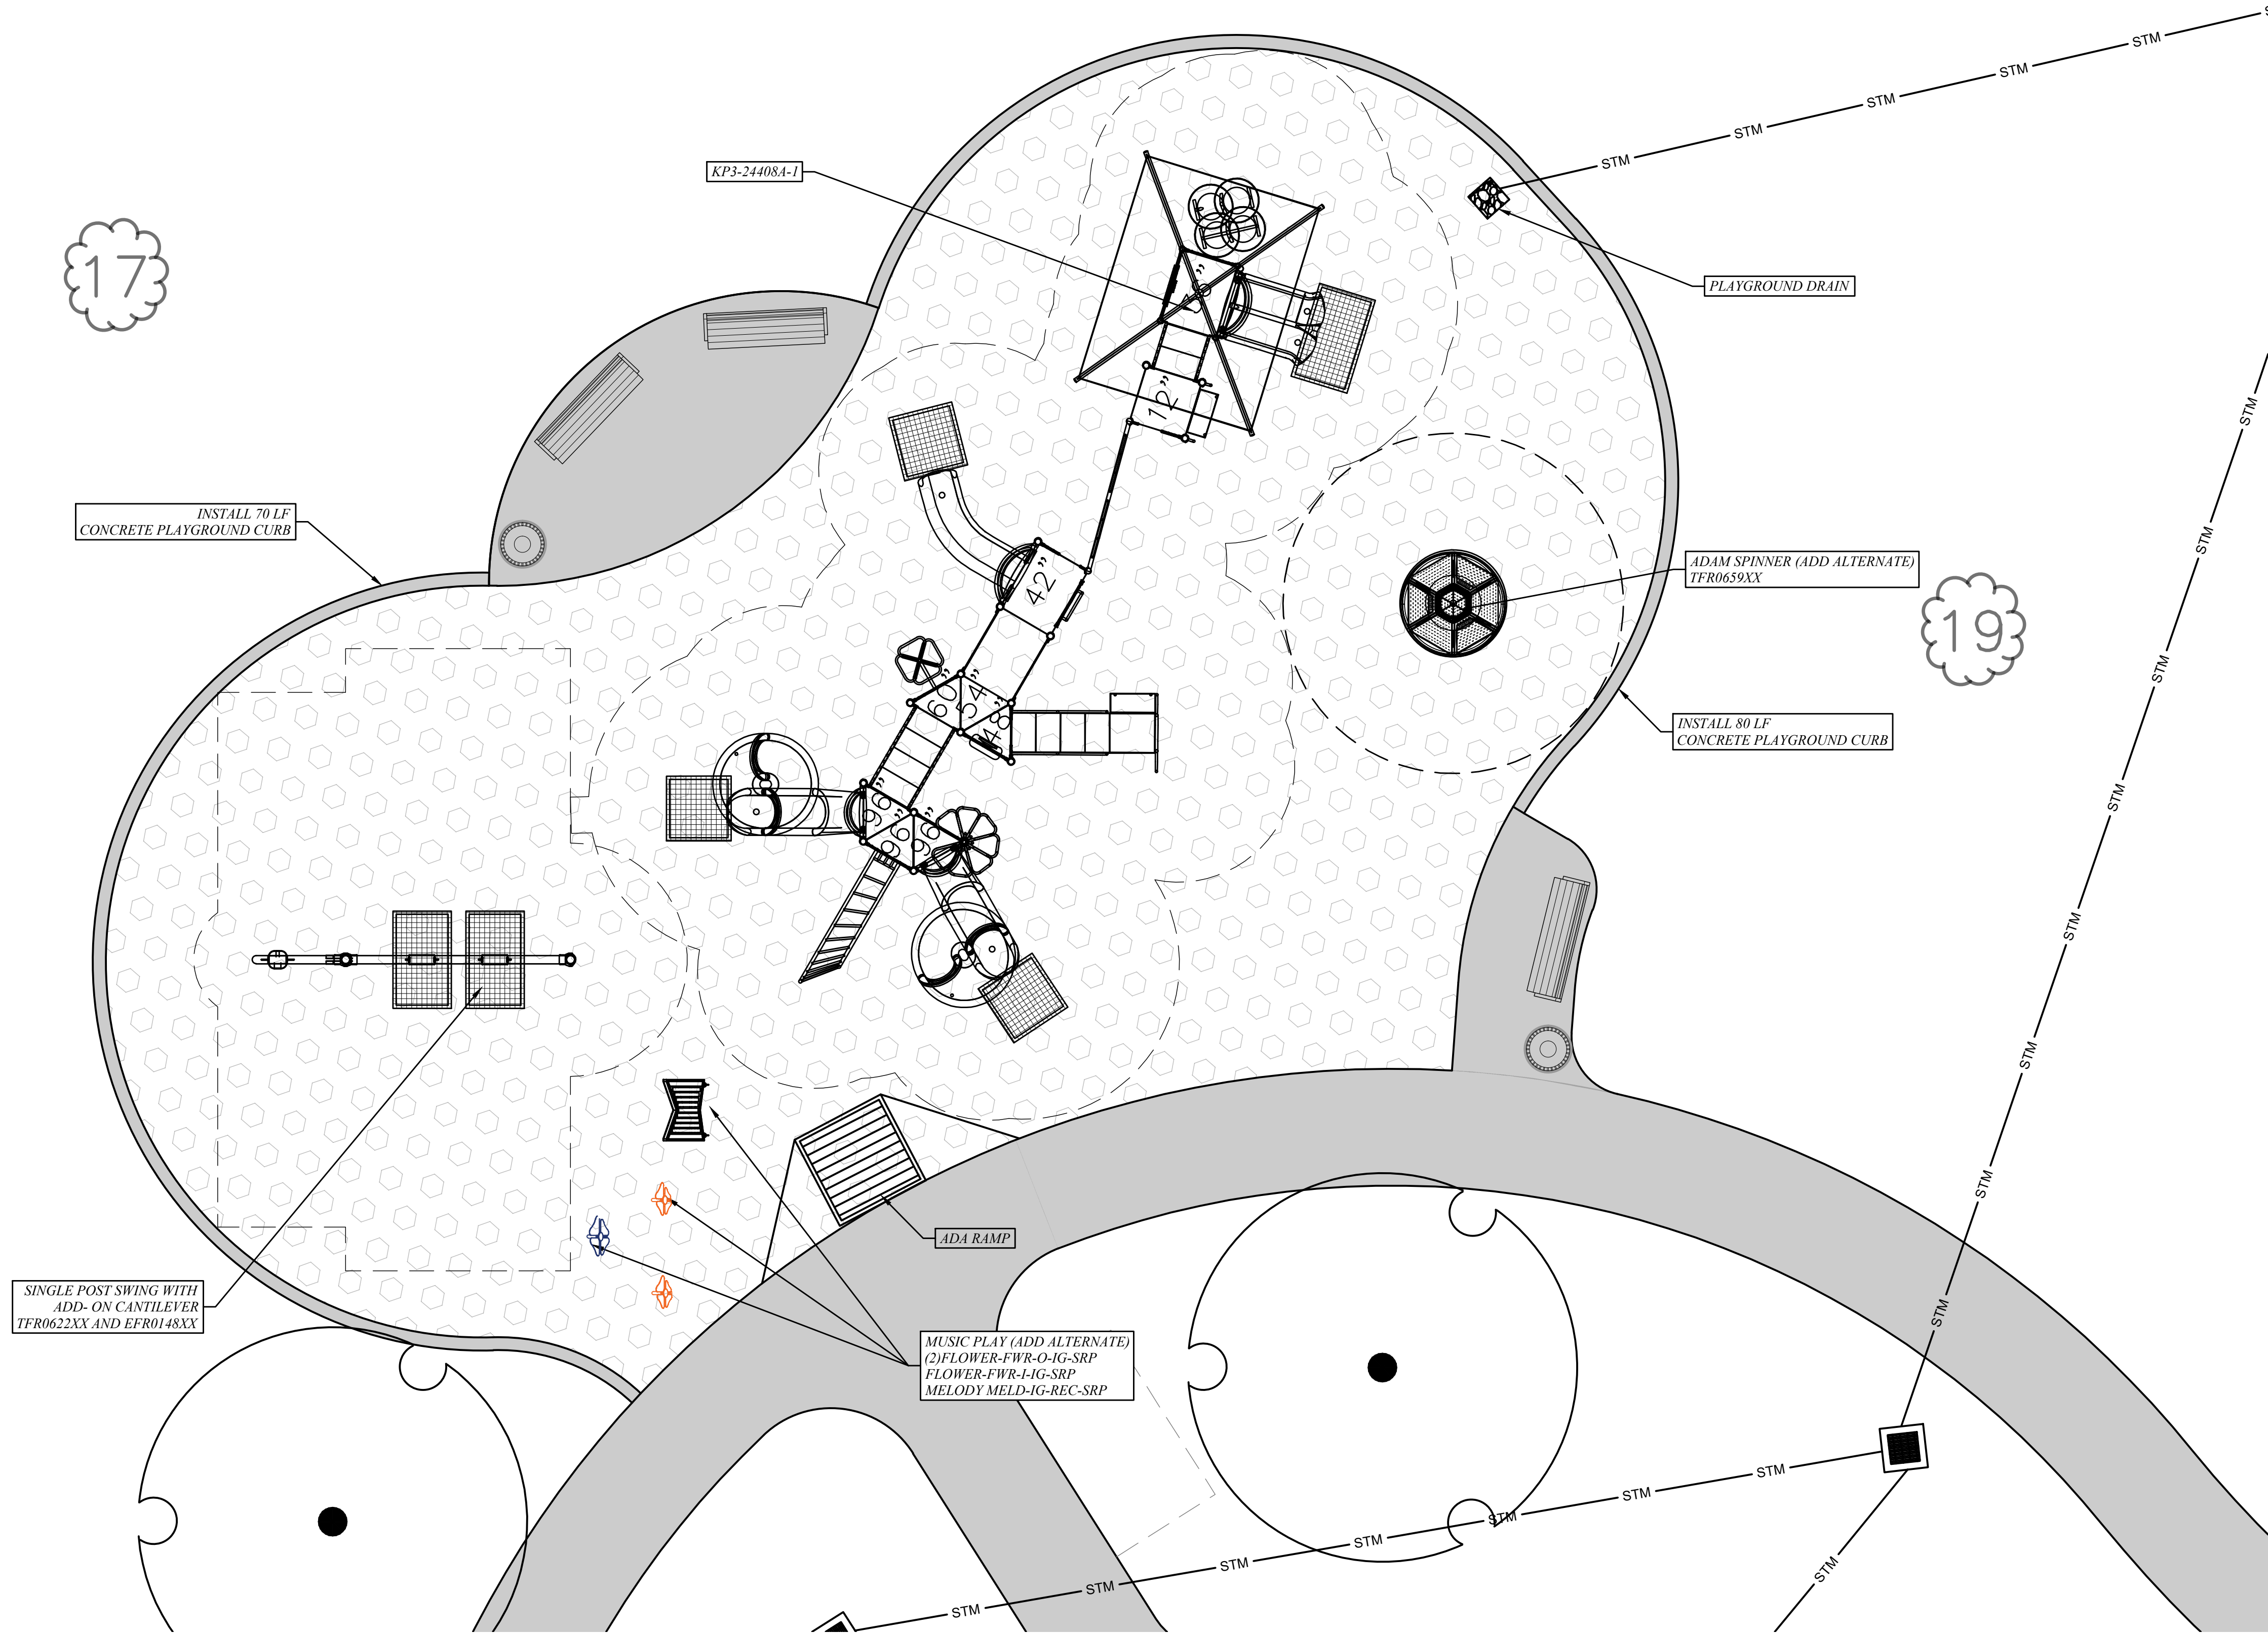 STM
STM
STM
STM
STM
KP3-24408A-1
17
PLAYGROUND DRAIN
12”
STM
INSTALL 70 LF
CONCRETE PLAYGROUND CURB
STM
42”
ADAM SPINNER (ADD ALTERNATE)
TFR0659XX
19
STM
60”
54”
48”
INSTALL 80 LF
CONCRETE PLAYGROUND CURB
STM
STM
STM
STM
ADA RAMP
SINGLE POST SWING WITH
ADD- ON CANTILEVER
TFR0622XX AND EFR0148XX
STM
MUSIC PLAY (ADD ALTERNATE)
(2)FLOWER-FWR-O-IG-SRP
FLOWER-FWR-I-IG-SRP
MELODY MELD-IG-REC-SRP
STM
STM
STM
STM
STM
STM
STM
STM